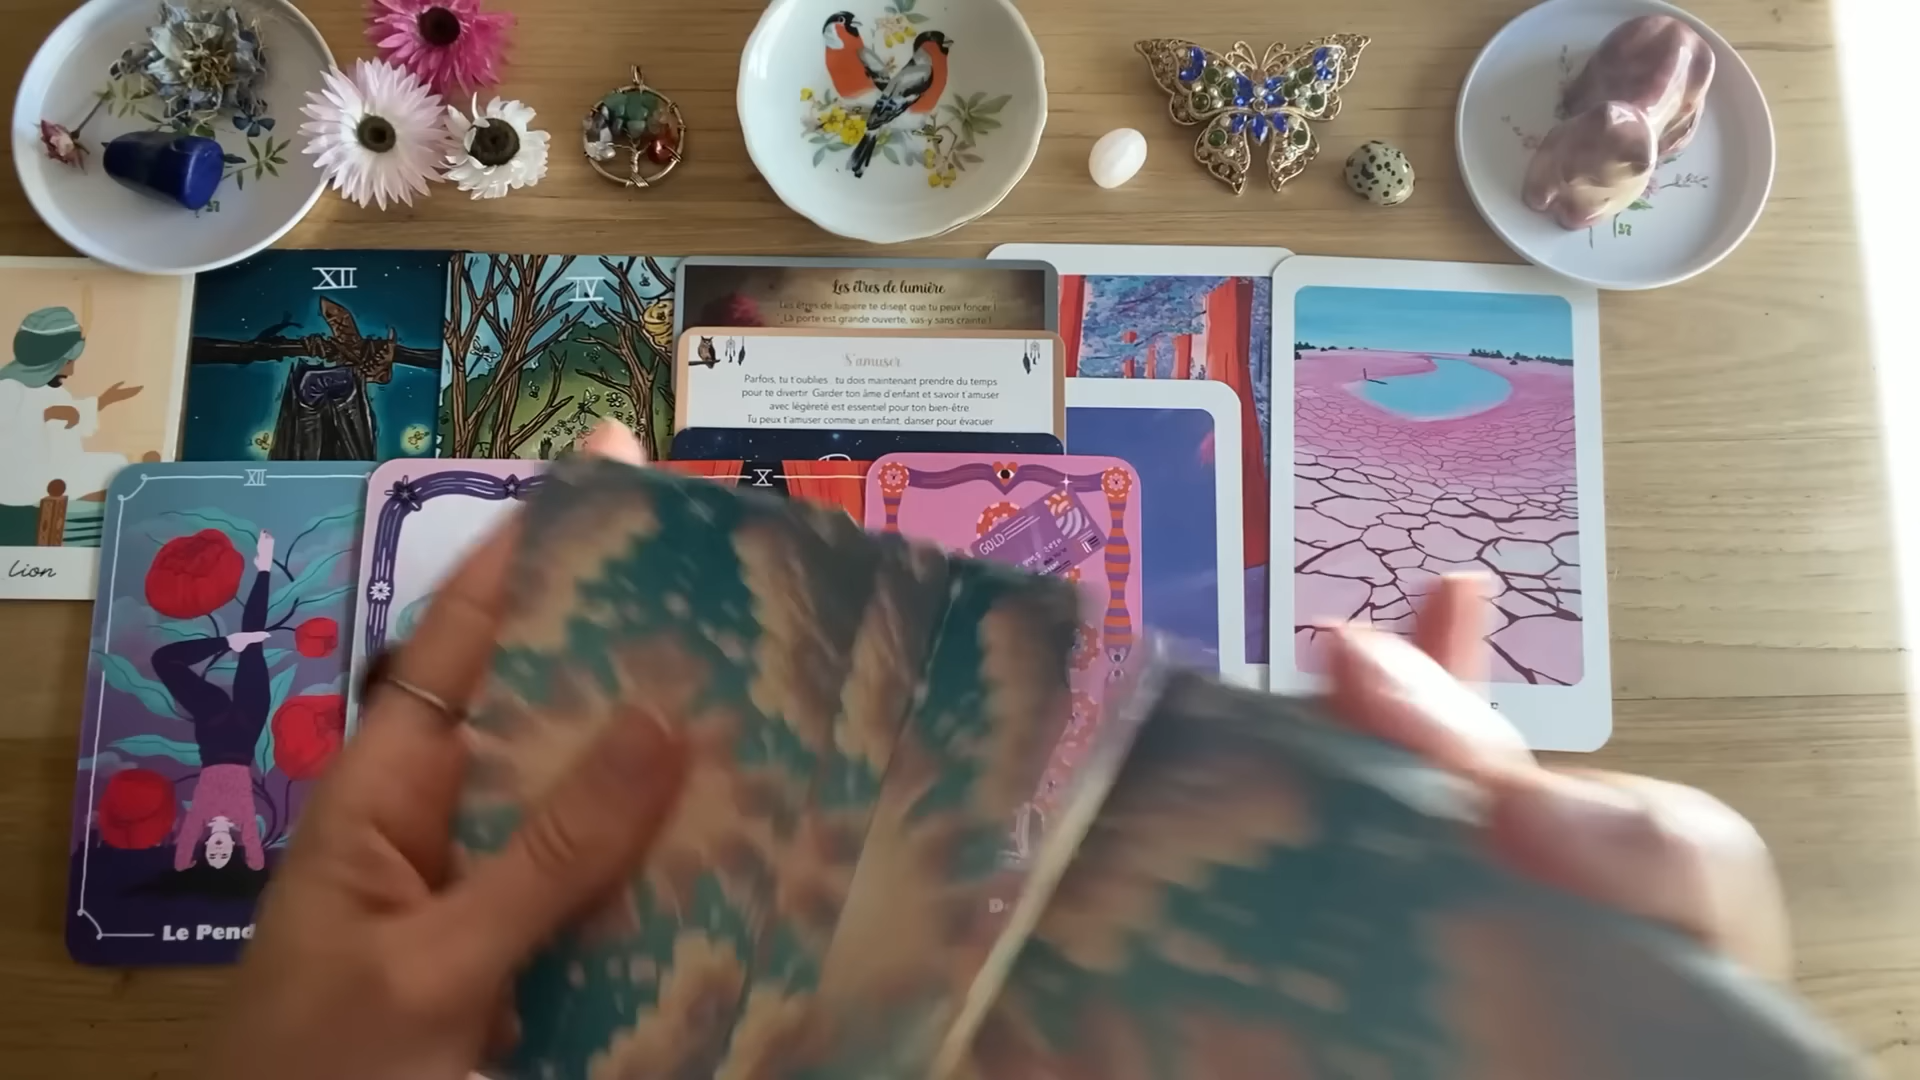 XII
IV
Les êtres de lumière
Les êtres de lumière te disent que tu peux foncer !
La porte est grande ouverte, vas-y sans crainte !
S'amuser
Parfois, tu t'oublies : tu dois maintenant prendre du temps
pour te divertir. Garder ton âme d'enfant et savoir t'amuser
avec légèreté est essentiel pour ton bien-être
Tu peux t'amuser comme un enfant, danser pour évacuer
lion
XII
X
GOLD
Le Pend